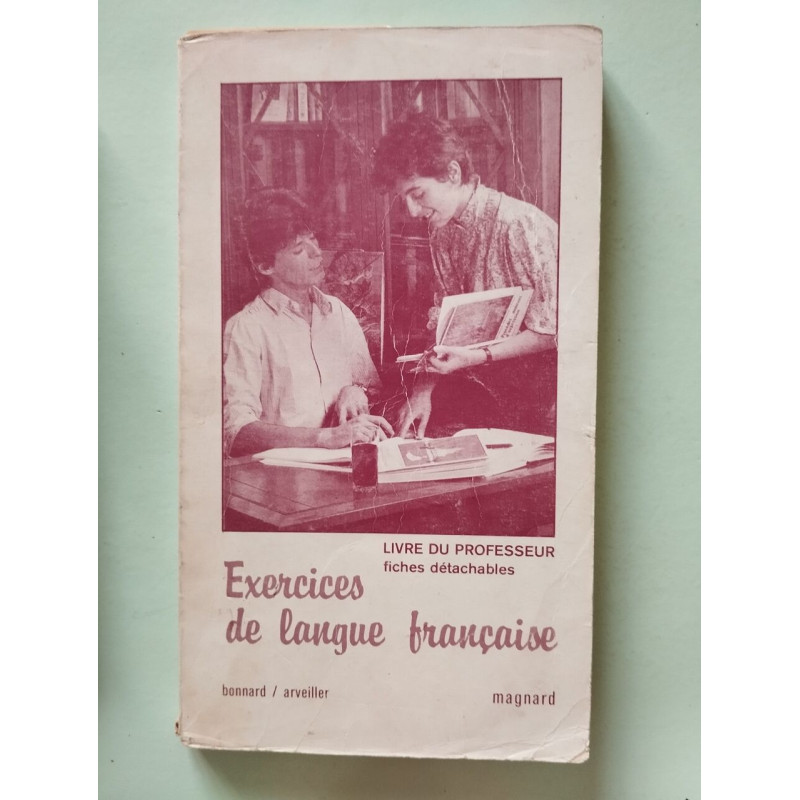 LIVRE DU PROFESSEUR
fiches détachables
Exercices
de langue française
bonnard / arveiller
magnard